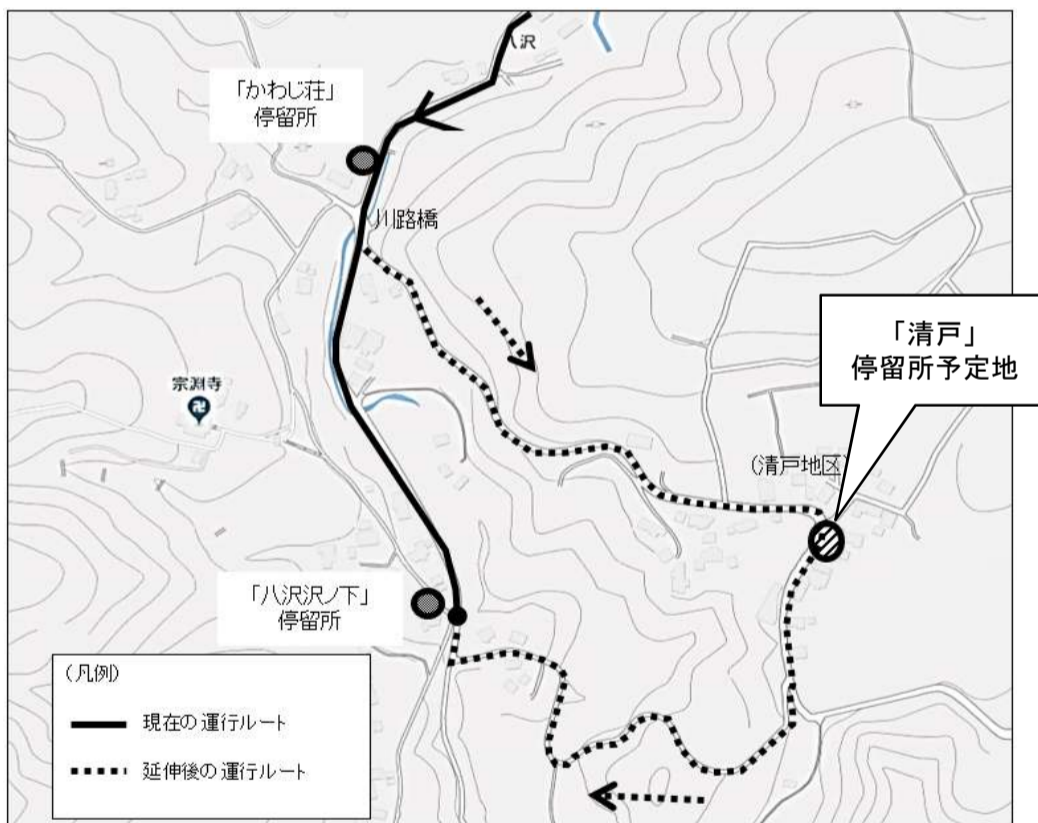 八沢
「かわじ荘」
停留所
川路橋
「清戸」
停留所予定地
宗淵寺
(清戸地区)
「八沢沢ノ下」
停留所
(凡例)
現在の運行ルート
延伸後の運行ルート